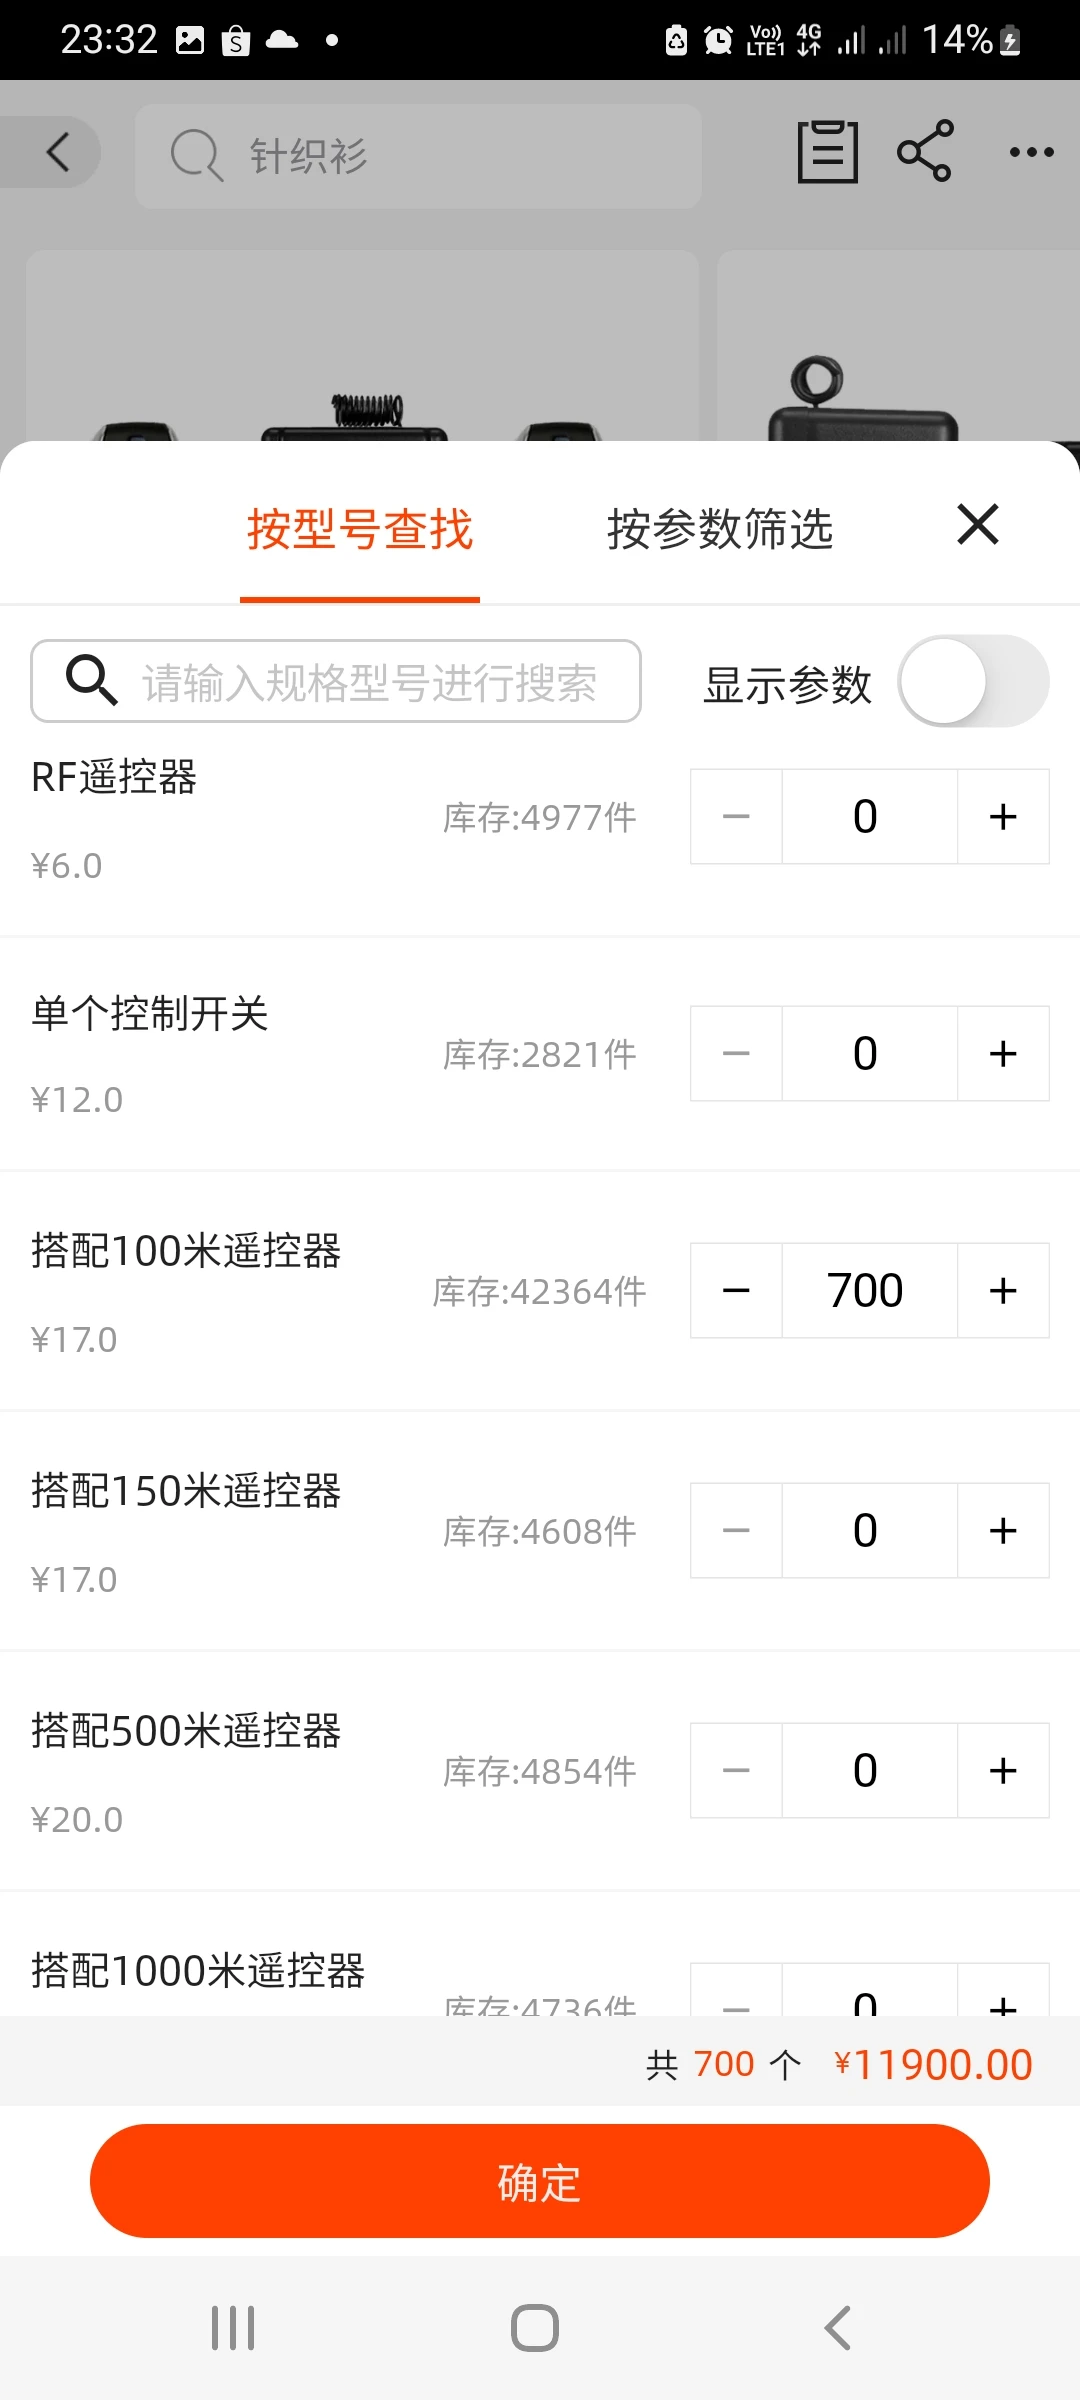 23:32 S Vo)) LTE1 4G 14%
针织衫
按型号查找 按参数筛选
请输入规格型号进行搜索 显示参数
RF遥控器
库存:4977件 0
¥6.0
单个控制开关
库存:2821件 0
¥12.0
搭配100米遥控器
库存:42364件 700
¥17.0
搭配150米遥控器
库存:4608件 0
¥17.0
搭配500米遥控器
库存:4854件 0
¥20.0
搭配1000米遥控器
库存:4736件 0
共 700 个 ¥11900.00
确定